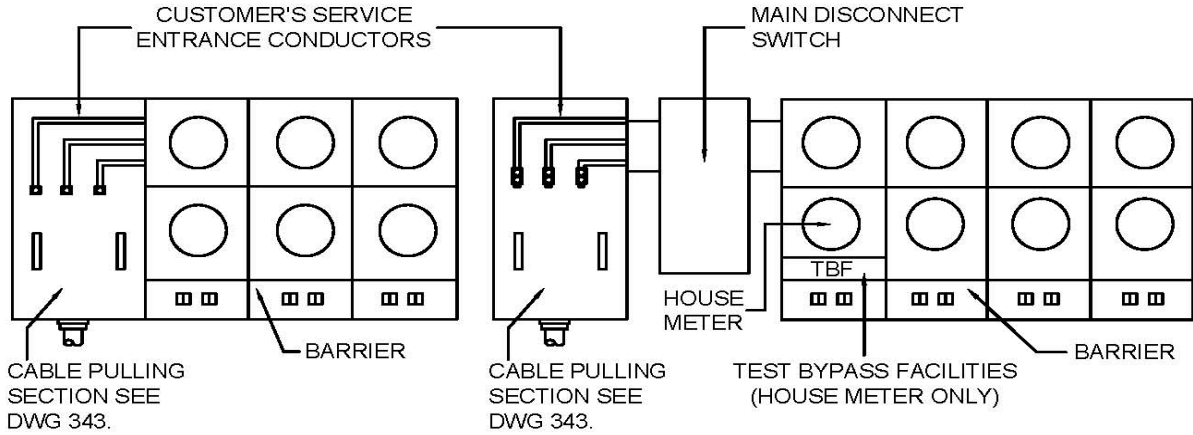 CUSTOMER'S SERVICE
ENTRANCE CONDUCTORS
MAIN DISCONNECT
SWITCH
TBF
HOUSE
METER
BARRIER
BARRIER
CABLE PULLING
SECTION SEE
DWG 343.
CABLE PULLING
SECTION SEE
DWG 343.
TEST BYPASS FACILITIES
(HOUSE METER ONLY)